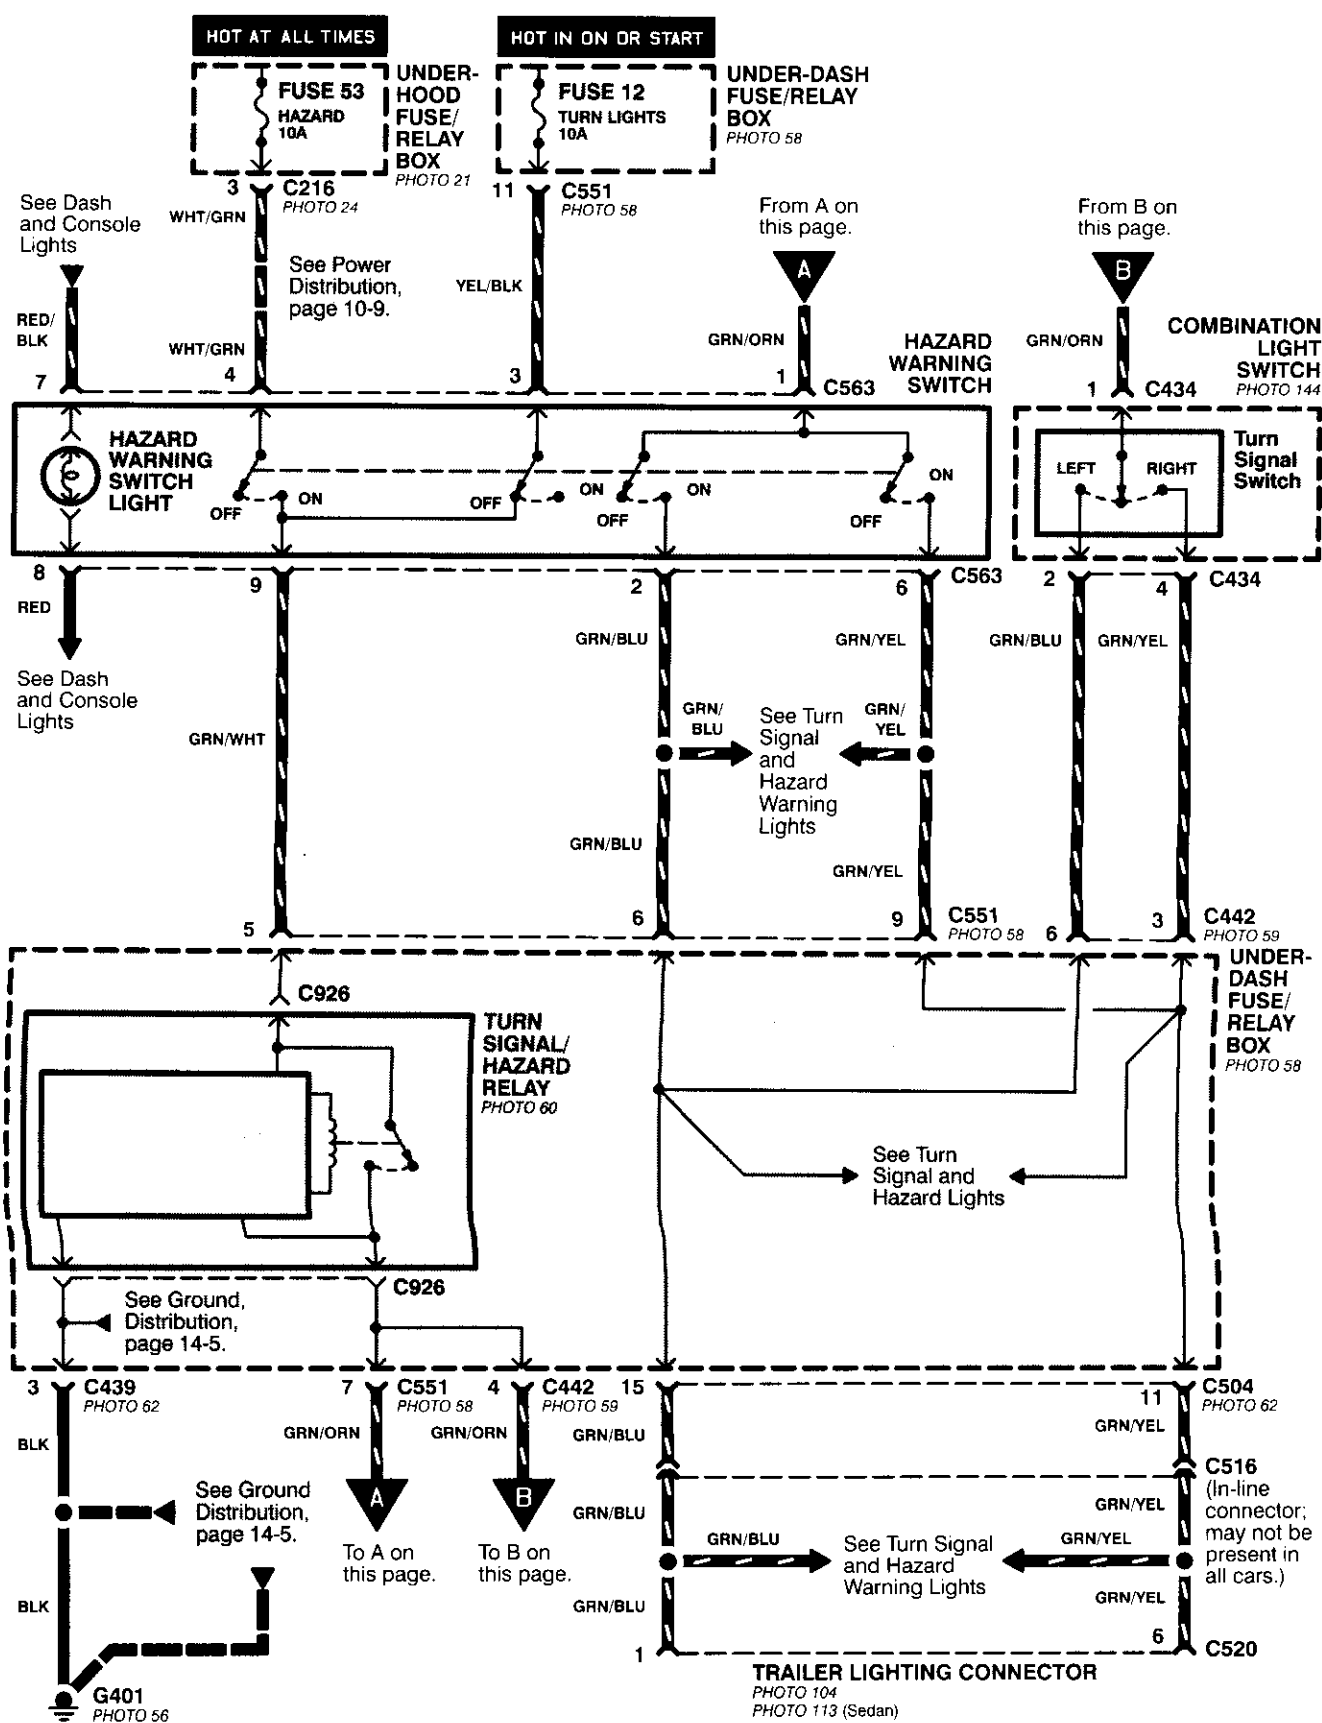 HOT AT ALL TIMES
HOT IN ON OR START
FUSE 53
HAZARD
10A
UNDER-
HOOD
FUSE/
RELAY
BOX
PHOTO 21
FUSE 12
TURN LIGHTS
10A
UNDER-DASH
FUSE/RELAY
BOX
PHOTO 58
3
C216
PHOTO 24
11
C551
PHOTO 58
See Dash
and Console
Lights
WHT/GRN
See Power
Distribution,
page 10-9.
YEL/BLK
From A on
this page.
A
From B on
this page.
B
RED/
BLK
WHT/GRN
GRN/ORN
HAZARD
WARNING
SWITCH
GRN/ORN
COMBINATION
LIGHT
SWITCH
PHOTO 144
7
4
3
1
C563
1
C434
HAZARD
WARNING
SWITCH
LIGHT
OFF
ON
OFF
ON
OFF
ON
OFF
ON
LEFT
RIGHT
Turn
Signal
Switch
8
9
2
6
C563
2
4
C434
RED
GRN/BLU
GRN/YEL
GRN/BLU
GRN/YEL
See Dash
and Console
Lights
GRN/WHT
GRN/
BLU
See Turn
Signal
and
Hazard
Warning
Lights
GRN/
YEL
GRN/BLU
GRN/YEL
5
6
9
C551
PHOTO 58
6
3
C442
PHOTO 59
UNDER-
DASH
FUSE/
RELAY
BOX
PHOTO 58
C926
TURN
SIGNAL/
HAZARD
RELAY
PHOTO 60
See Turn
Signal and
Hazard Lights
C926
See Ground,
Distribution,
page 14-5.
3
C439
PHOTO 62
7
C551
PHOTO 58
4
C442
PHOTO 59
15
11
C504
PHOTO 62
BLK
GRN/ORN
GRN/ORN
GRN/BLU
GRN/YEL
C516
(In-line
connector;
may not be
present in
all cars.)
See Ground
Distribution,
page 14-5.
A
B
GRN/BLU
GRN/YEL
To A on
this page.
To B on
this page.
GRN/BLU
See Turn Signal
and Hazard
Warning Lights
GRN/YEL
BLK
GRN/BLU
GRN/YEL
1
6
C520
TRAILER LIGHTING CONNECTOR
PHOTO 104
PHOTO 113 (Sedan)
G401
PHOTO 56